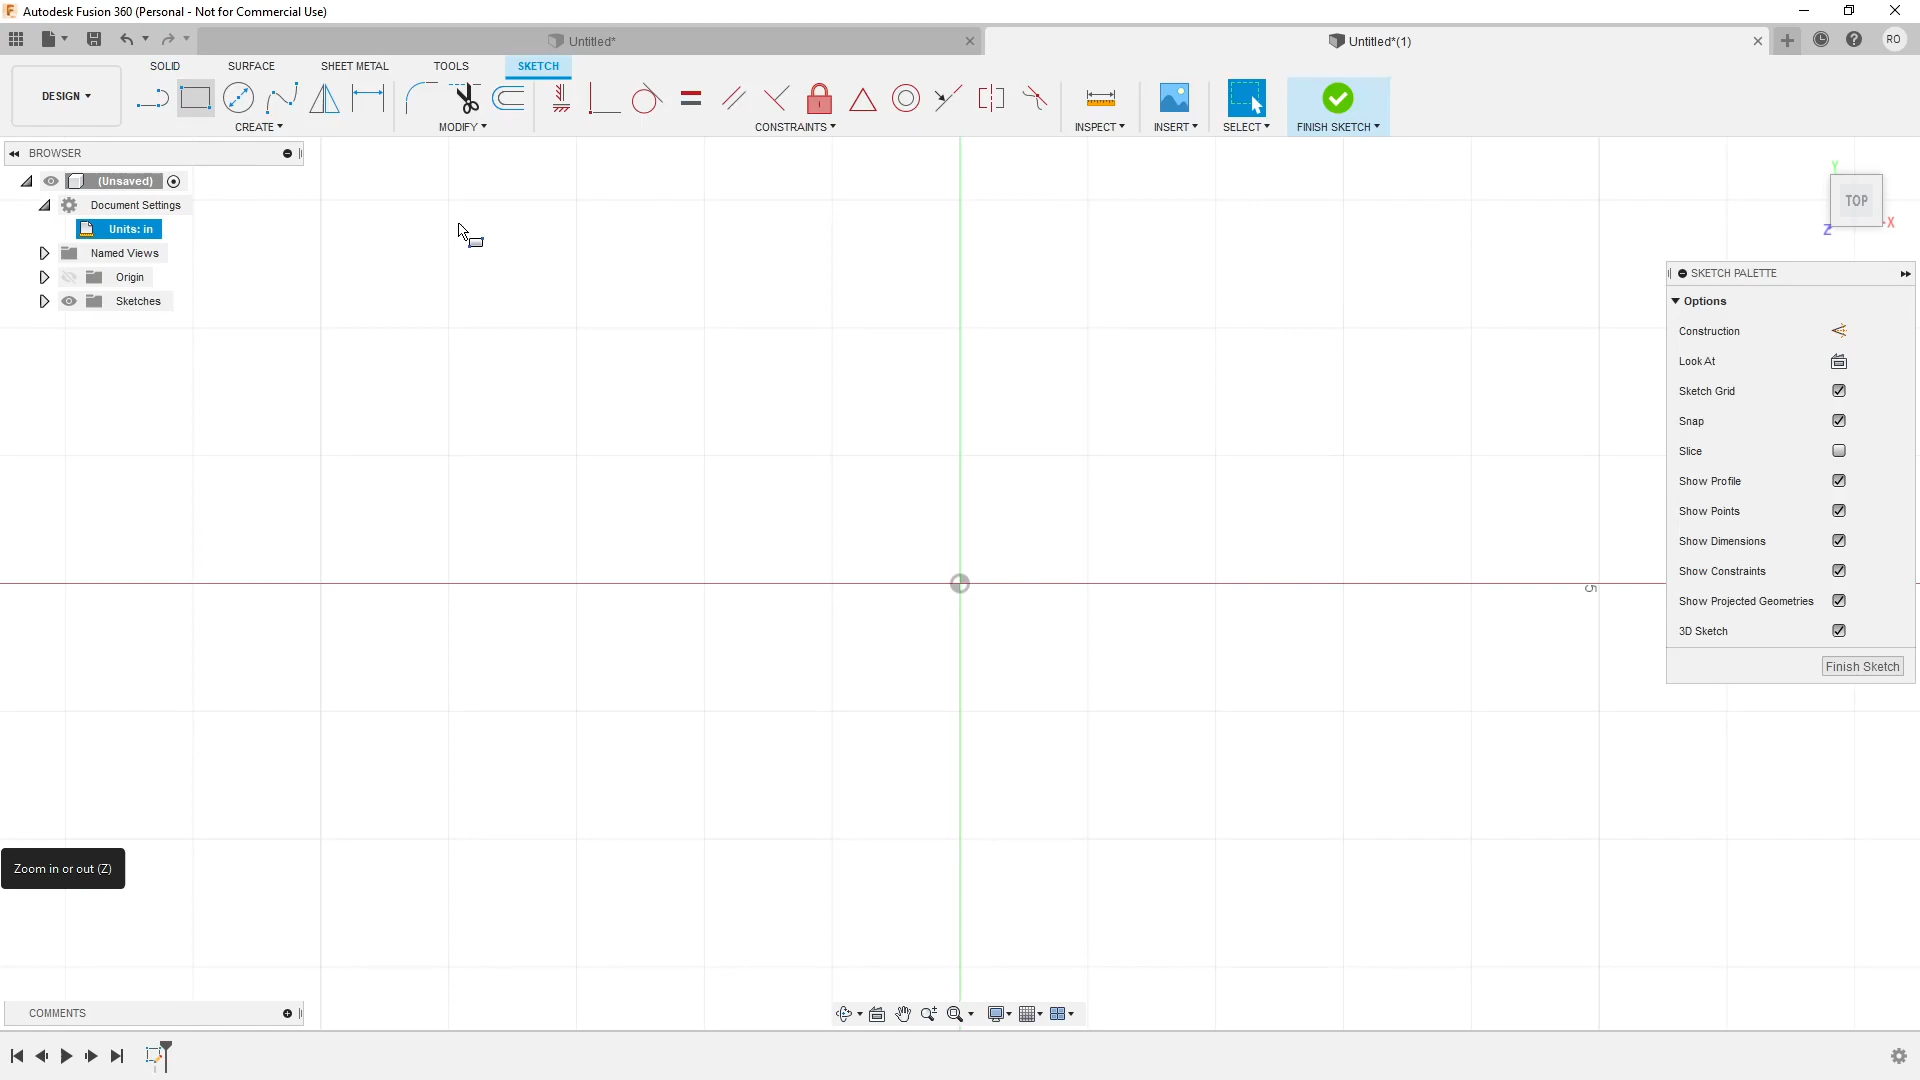 Autodesk Fusion 360 (Personal - Not for Commercial Use)
Untitled*
Untitled*(1)
RO
DESIGN
SOLID
SURFACE
SHEET METAL
TOOLS
SKETCH
CREATE
MODIFY
CONSTRAINTS
INSPECT
INSERT
SELECT
FINISH SKETCH
BROWSER
(Unsaved)
Document Settings
Units: in
Named Views
Origin
Sketches
Y
TOP
X
Z
SKETCH PALETTE
Options
Construction
Look At
Sketch Grid
Snap
Slice
Show Profile
Show Points
Show Dimensions
Show Constraints
Show Projected Geometries
3D Sketch
Finish Sketch
5
Zoom in or out (Z)
COMMENTS